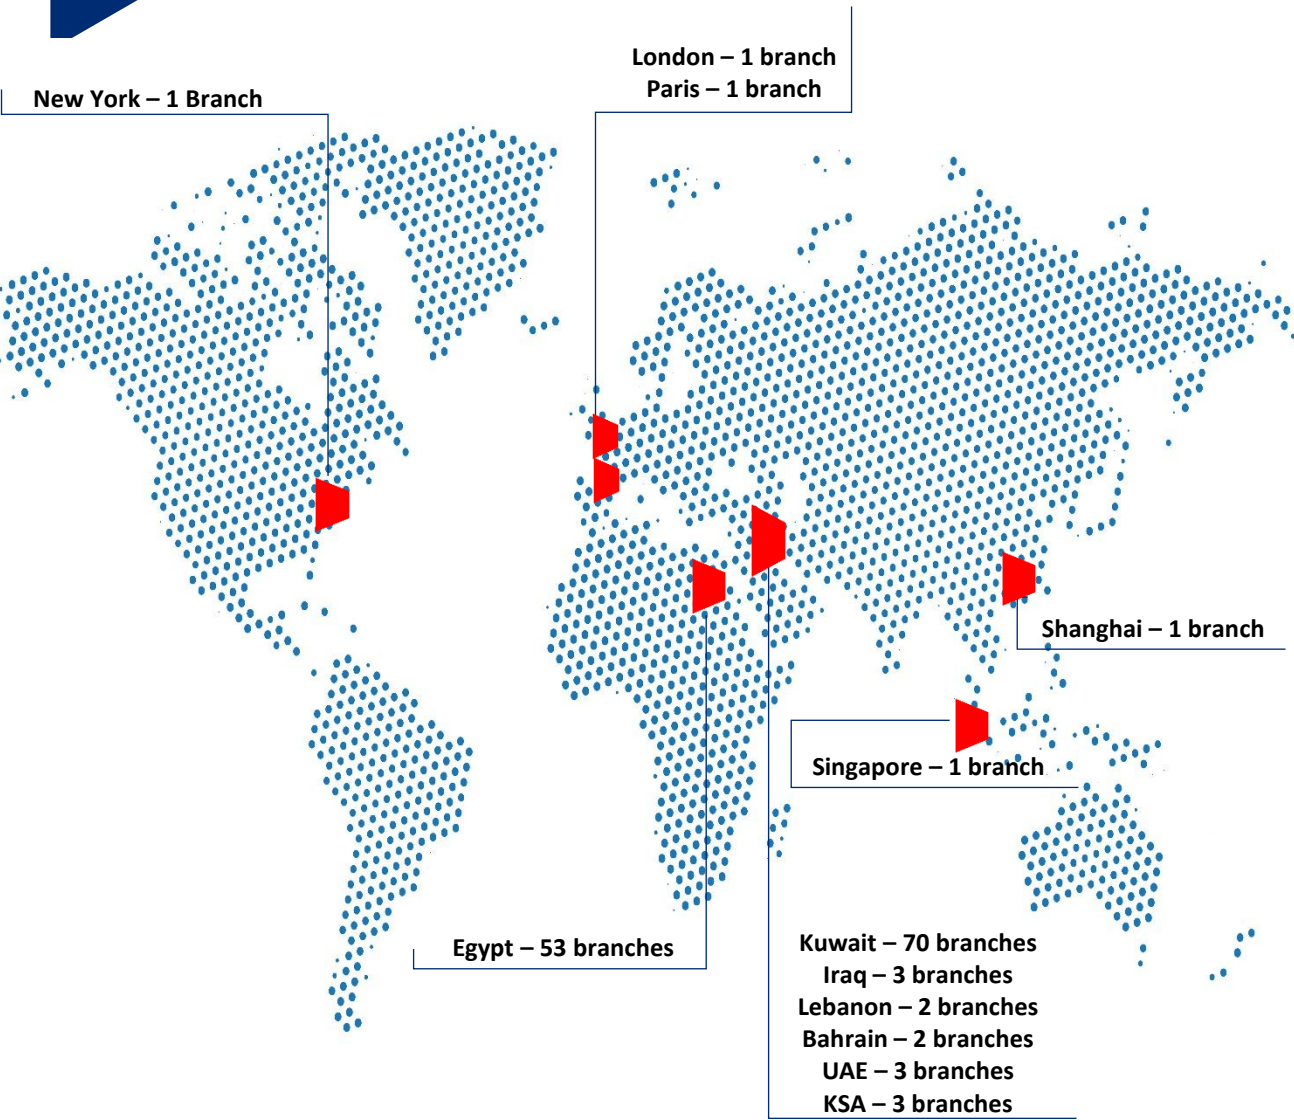 London – 1 branch
Paris – 1 branch
New York – 1 Branch
Shanghai – 1 branch
Singapore – 1 branch
Egypt – 53 branches
Kuwait – 70 branches
Iraq – 3 branches
Lebanon – 2 branches
Bahrain – 2 branches
UAE – 3 branches
KSA – 3 branches